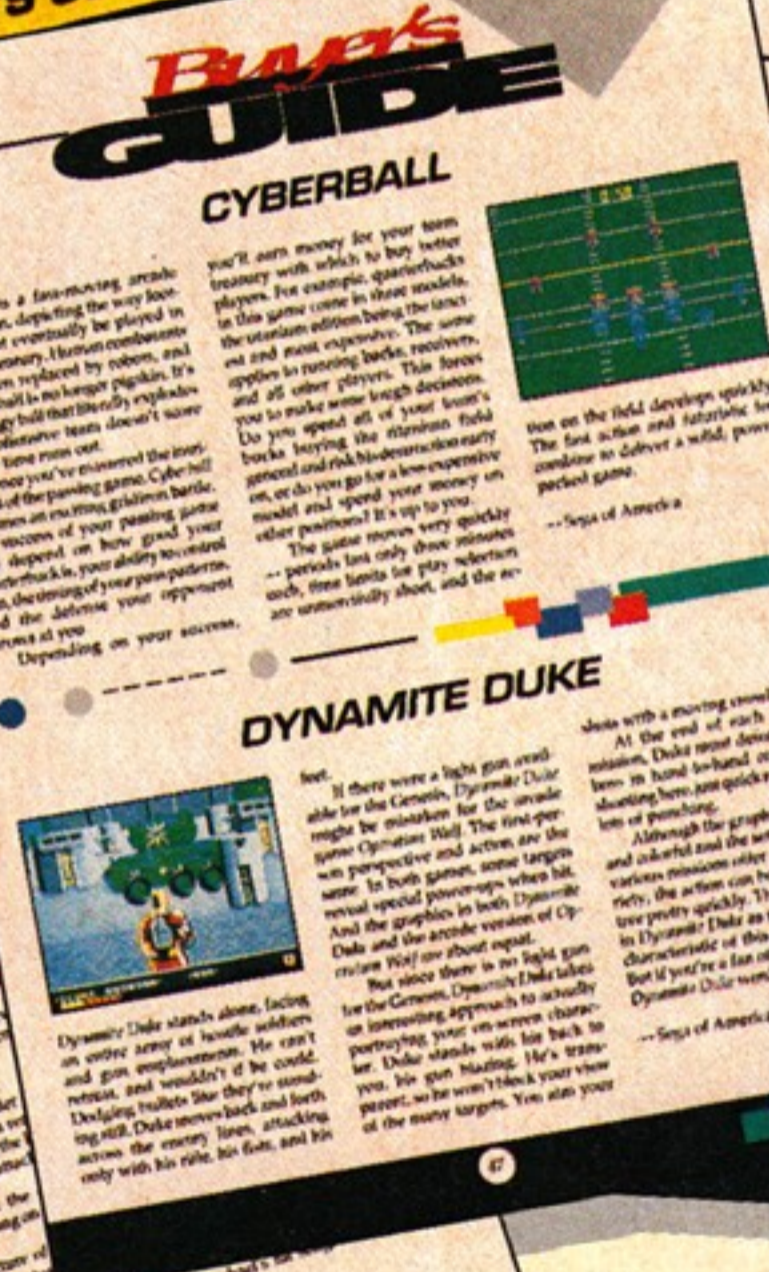 Buyer's
GUIDE
CYBERBALL
a fast-moving arcade
depicting the way foot-
eventually be played in
Human combatants
replaced by robots, and
ball is no longer pigskin. It's
ball that literally explodes
offensive team doesn't score
time runs out.
you've mastered the
of the passing game, Cyberball
an exciting gridiron battle.
success of your passing game
depend on how good your
is, your ability to control
the timing of your pass patterns,
the defense your opponent
at you
Depending on your success,
you'll earn money for your team
treasury with which to buy better
players. For example, quarterbacks
in this game come in three models,
the titanium edition being the
and most expensive. The same
applies to running backs, receivers,
and all other players. This forces
you to make some tough decisions.
Do you spend all of your team's
bucks buying the titanium field
general and risk his destruction early
on, or do you go for a less expensive
model and spend your money on
other positions? It's up to you.
The game moves very quickly
-- periods last only three minutes
each, time limits for play selection
are unmercifully short, and the ac-
tion on the field develops quickly
The fast action and futuristic
combine to deliver a solid, power
packed game.
-- Sega of America
DYNAMITE DUKE
Dynamite Duke stands alone, facing
an entire army of hostile soldiers
and gun emplacements. He can't
retreat, and wouldn't if he could.
Dodging bullets like they're stand-
ing still, Duke moves back and forth
across the enemy lines, attacking
only with his rifle, his fists, and his
feet.
If there were a light gun avail-
able for the Genesis, Dynamite Duke
might be mistaken for the arcade
game Operation Wolf. The first-per-
son perspective and action are the
same. In both games, some targets
reveal special power-ups when hit.
And the graphics in both Dynamite
Duke and the arcade version of Op-
eration Wolf are about equal.
But since there is no light gun
for the Genesis, Dynamite Duke takes
an interesting approach to actually
portraying your on-screen charac-
ter. Duke stands with his back to
you, his gun blazing. He's trans-
parent, so he won't block your view
of the many targets. You aim your
shots with a moving
At the end of each
mission, Duke must
boss in hand-to-hand
shooting here, just quick
lots of punching.
Although the
and colorful and the
various missions offer
riety, the action can
pretty quickly.
in Dynamite Duke as
characteristic of this
But if you're a fan of
Dynamite Duke
-- Sega of America
47